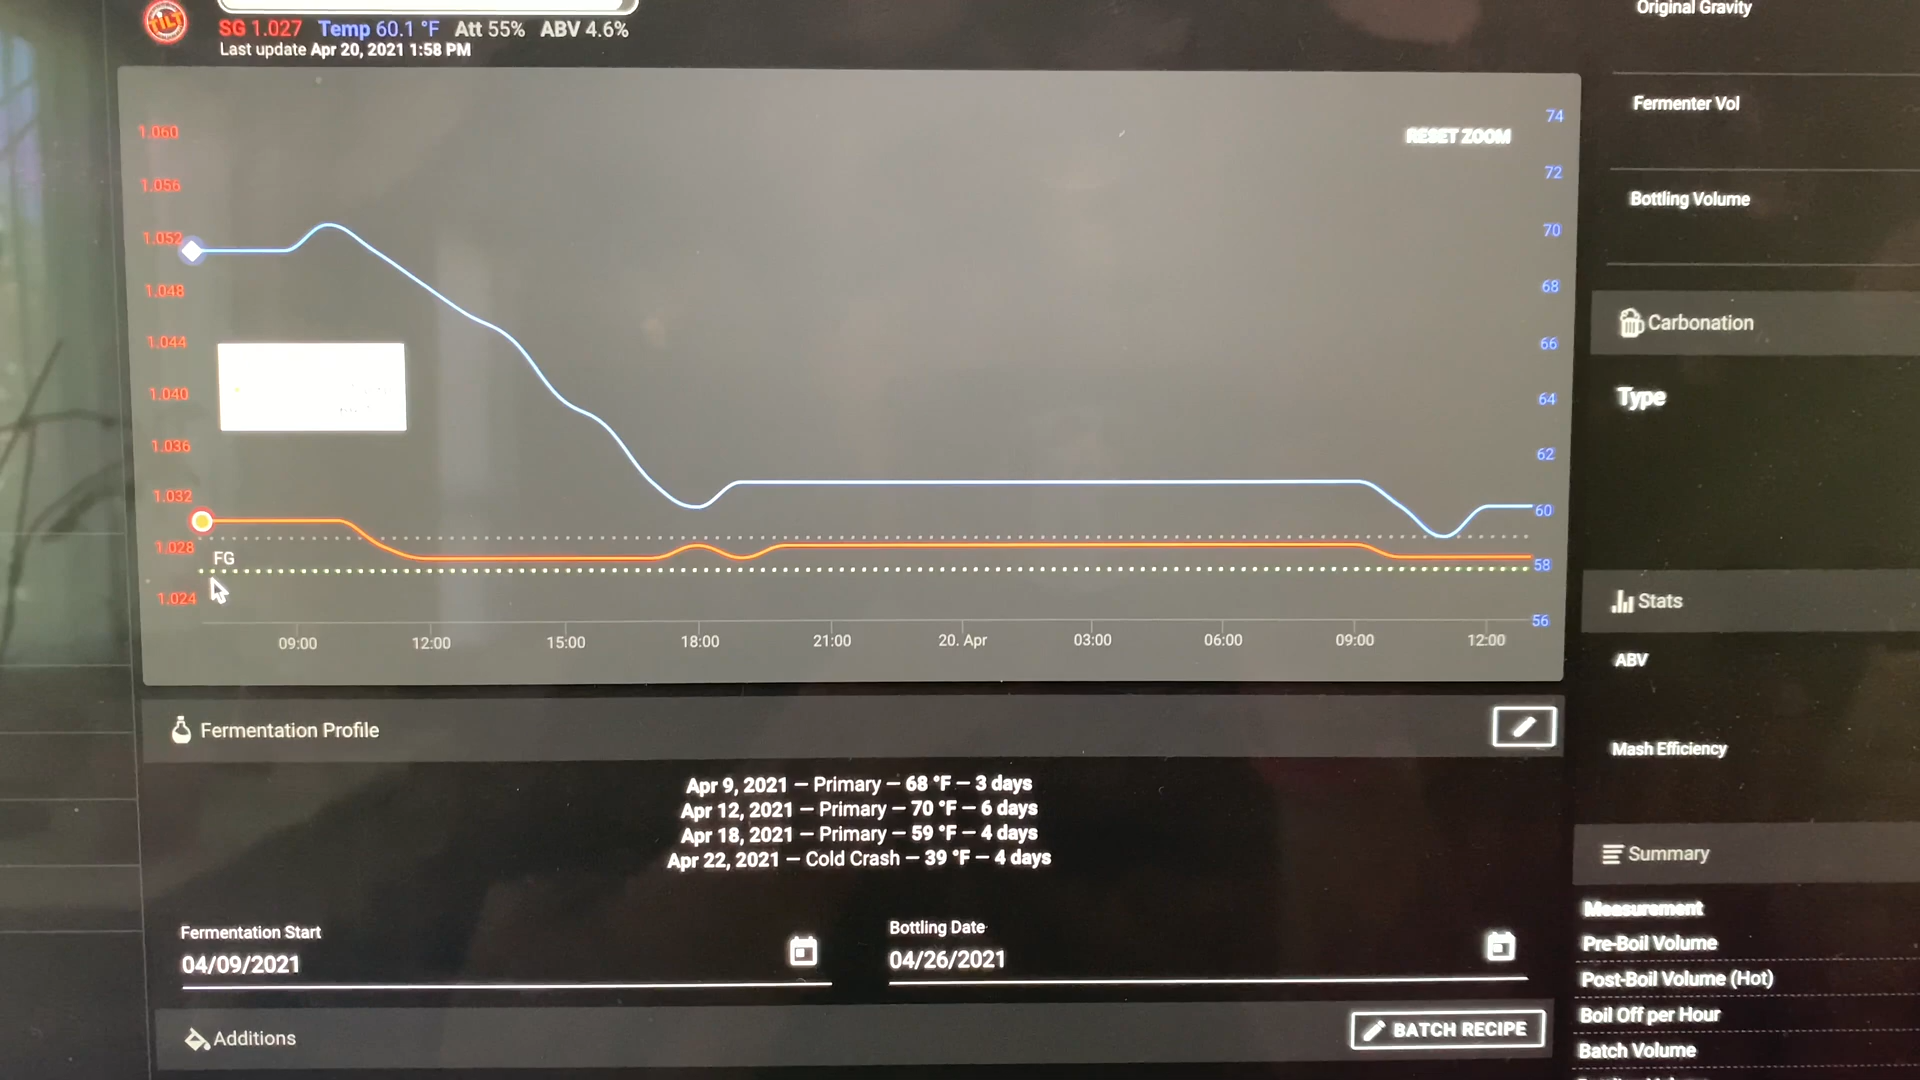 TILT
SG 1.027 Temp 60.1 °F Att 55% ABV 4.6%
Last update Apr 20, 2021 1:58 PM
1.060
1.056
1.052
1.048
1.044
1.040
1.036
1.032
1.028
1.024
RESET ZOOM
74
72
70
68
66
64
62
60
58
56
FG
09:00 12:00 15:00 18:00 21:00 20. Apr 03:00 06:00 09:00 12:00
Fermentation Profile
Apr 9, 2021 — Primary — 68 °F — 3 days
Apr 12, 2021 — Primary — 70 °F — 6 days
Apr 18, 2021 — Primary — 59 °F — 4 days
Apr 22, 2021 — Cold Crash — 39 °F — 4 days
Fermentation Start
04/09/2021
Bottling Date
04/26/2021
Additions
BATCH RECIPE
Original Gravity
Fermenter Vol
Bottling Volume
Carbonation
Type
Stats
ABV
Mash Efficiency
Summary
Measurement
Pre-Boil Volume
Post-Boil Volume (Hot)
Boil Off per Hour
Batch Volume